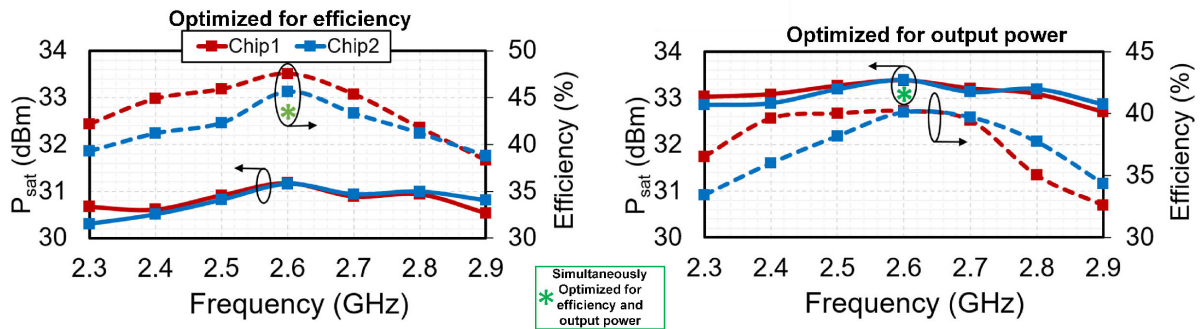 Optimized for efficiency
Chip1 Chip2
34
33
32
31
30
P_sat (dBm)
50
45
40
35
30
Efficiency (%)
2.3 2.4 2.5 2.6 2.7 2.8 2.9
Frequency (GHz)
Simultaneously
* Optimized for
efficiency and
output power
Optimized for output power
34
33
32
31
30
P_sat (dBm)
45
40
35
30
Efficiency (%)
2.3 2.4 2.5 2.6 2.7 2.8 2.9
Frequency (GHz)